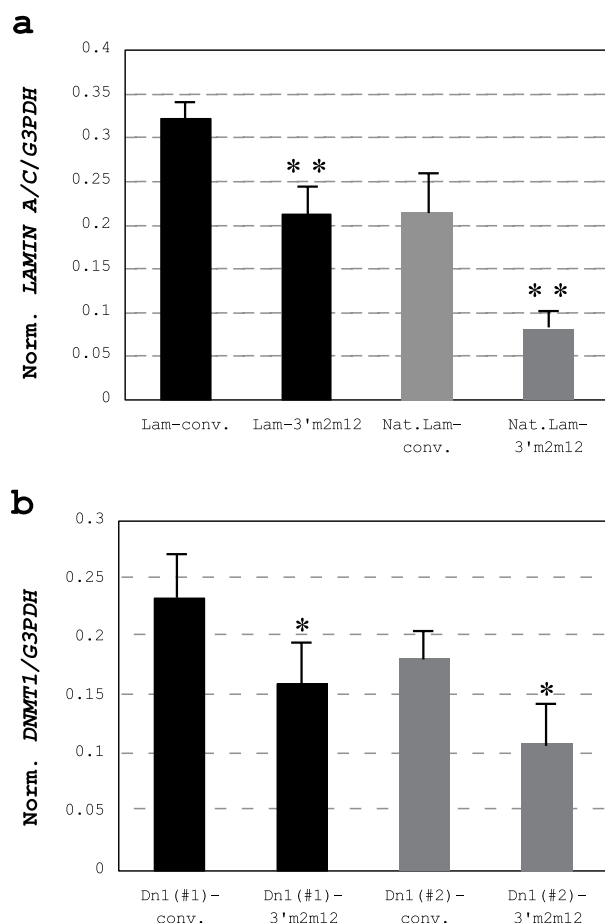 a
Norm. LAMIN A/C/G3PDH
0.4
0.35
0.3
0.25
0.2
0.15
0.1
0.05
0
* *
* *
Lam-conv.
Lam-3'm2m12
Nat.Lam-
conv.
Nat.Lam-
3'm2m12
b
Norm. DNMT1/G3PDH
0.3
0.25
0.2
0.15
0.1
0.05
0
*
*
Dn1(#1)-
conv.
Dn1(#1)-
3'm2m12
Dn1(#2)-
conv.
Dn1(#2)-
3'm2m12